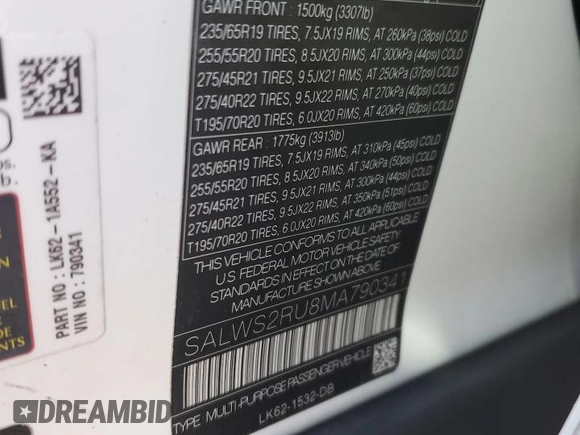 GAWR FRONT : 1500kg (3307lb)
235/65R19 TIRES, 7.5JX19 RIMS, AT 260kPa (38psi) COLD
255/55R20 TIRES, 8.5JX20 RIMS, AT 300kPa (44psi) COLD
275/45R21 TIRES, 9.5JX21 RIMS, AT 250kPa (37psi) COLD
275/40R22 TIRES, 9.5JX22 RIMS, AT 270kPa (40psi) COLD
T195/70R20 TIRES, 6.0JX20 RIMS, AT 420kPa (60psi) COLD
GAWR REAR : 1775kg (3913lb)
235/65R19 TIRES, 7.5JX19 RIMS, AT 310kPa (45psi) COLD
255/55R20 TIRES, 8.5JX20 RIMS, AT 340kPa (50psi) COLD
275/45R21 TIRES, 9.5JX21 RIMS, AT 300kPa (44psi) COLD
275/40R22 TIRES, 9.5JX22 RIMS, AT 350kPa (51psi) COLD
T195/70R20 TIRES, 6.0JX20 RIMS, AT 420kPa (60psi) COLD
THIS VEHICLE CONFORMS TO ALL APPLICABLE
U.S. FEDERAL MOTOR VEHICLE SAFETY
STANDARDS IN EFFECT ON THE DATE OF
MANUFACTURE SHOWN ABOVE
SALWS2RU8MA790341
TYPE MULTI-PURPOSE PASSENGER VEHICLE
LK62-1532-DB
PART NO : LK62-1A552-KA
VIN NO : 790341
DREAMBID